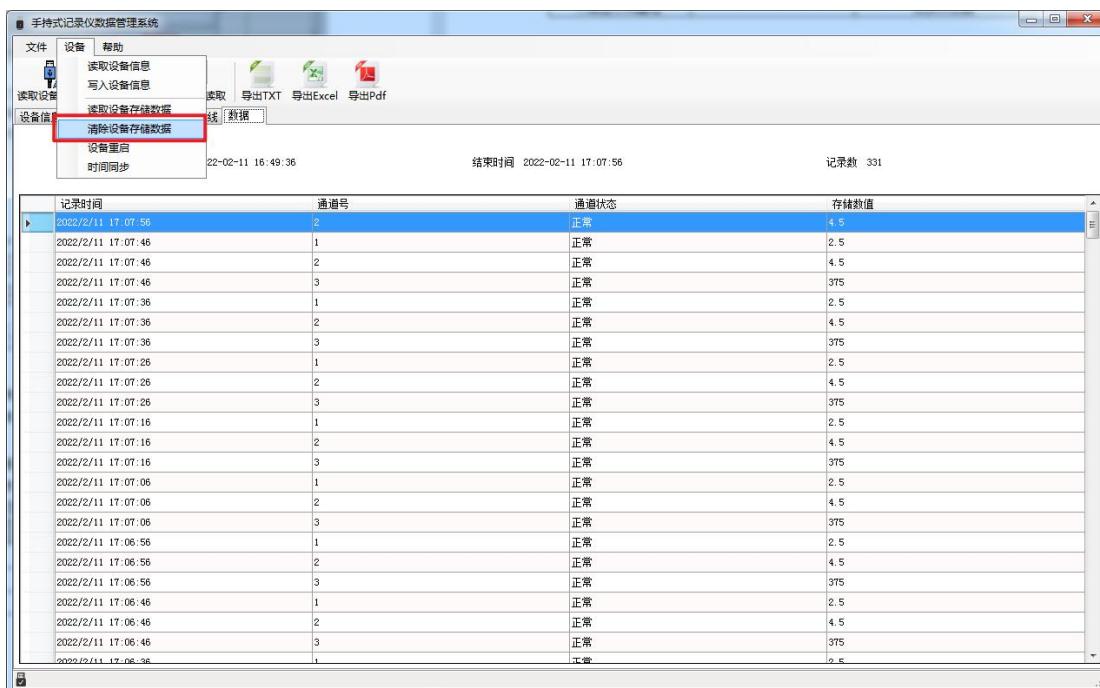 手持式记录仪数据管理系统
文件 设备 帮助
读取设备信息
写入设备信息
读取设备存储数据
清除设备存储数据
设备重启
时间同步
读取设备 读取 导出TXT 导出Excel 导出Pdf
设备信息 线 数据
22-02-11 16:49:36 结束时间 2022-02-11 17:07:56 记录数 331
记录时间 通道号 通道状态 存储数值
2022/2/11 17:07:56 2 正常 4.5
2022/2/11 17:07:46 1 正常 2.5
2022/2/11 17:07:46 2 正常 4.5
2022/2/11 17:07:46 3 正常 375
2022/2/11 17:07:36 1 正常 2.5
2022/2/11 17:07:36 2 正常 4.5
2022/2/11 17:07:36 3 正常 375
2022/2/11 17:07:26 1 正常 2.5
2022/2/11 17:07:26 2 正常 4.5
2022/2/11 17:07:26 3 正常 375
2022/2/11 17:07:16 1 正常 2.5
2022/2/11 17:07:16 2 正常 4.5
2022/2/11 17:07:16 3 正常 375
2022/2/11 17:07:06 1 正常 2.5
2022/2/11 17:07:06 2 正常 4.5
2022/2/11 17:07:06 3 正常 375
2022/2/11 17:06:56 1 正常 2.5
2022/2/11 17:06:56 2 正常 4.5
2022/2/11 17:06:56 3 正常 375
2022/2/11 17:06:46 1 正常 2.5
2022/2/11 17:06:46 2 正常 4.5
2022/2/11 17:06:46 3 正常 375
2022/2/11 17:06:36 1 正常 2.5